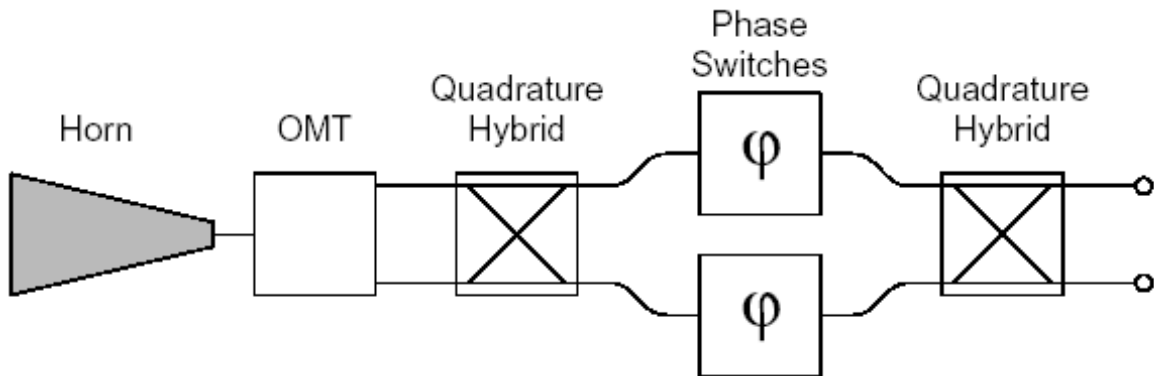 Horn
OMT
Quadrature
Hybrid
Phase
Switches
Quadrature
Hybrid
φ
φ